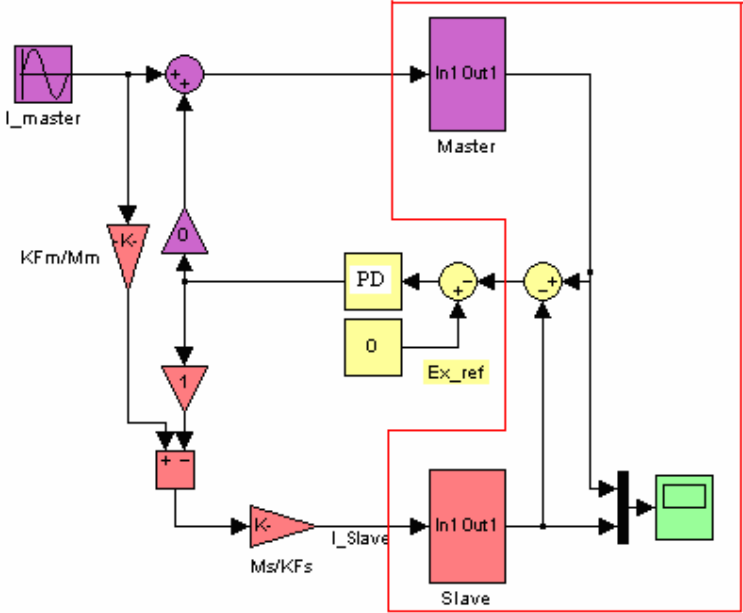 In1 Out1
I_master
Master
+
+
0
-K-
KFm/Mm
PD
−
+
−
+
0
Ex_ref
1
+ −
K-
I_Slave
In1 Out1
Ms/KFs
Slave